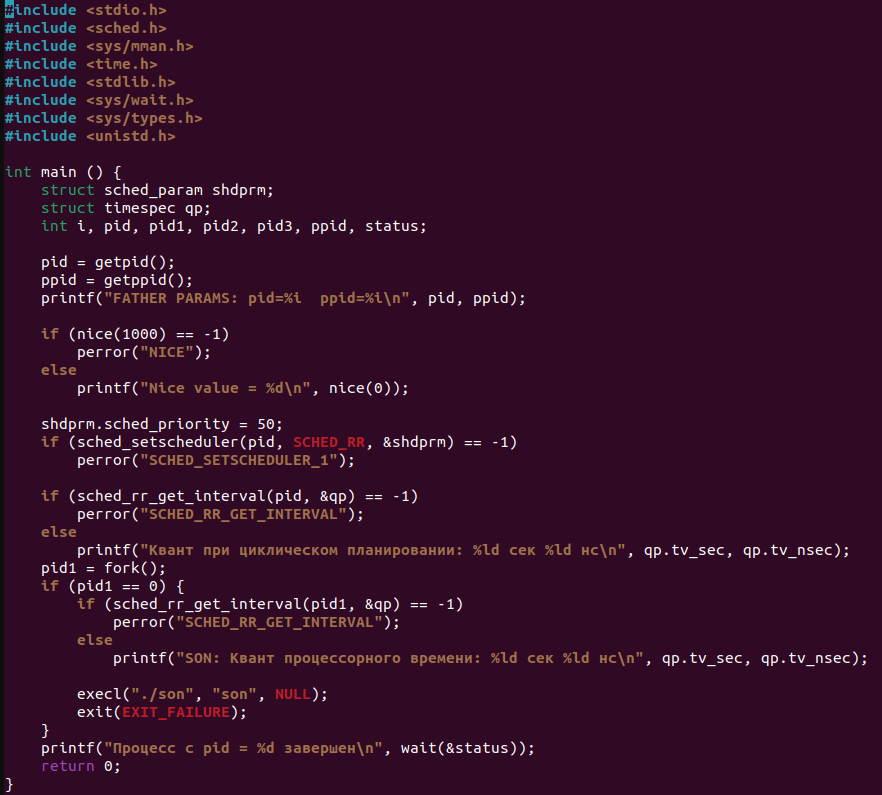 #include <stdio.h>
#include <sched.h>
#include <sys/mman.h>
#include <time.h>
#include <stdlib.h>
#include <sys/wait.h>
#include <sys/types.h>
#include <unistd.h>

int main () {
    struct sched_param shdprm;
    struct timespec qp;
    int i, pid, pid1, pid2, pid3, ppid, status;

    pid = getpid();
    ppid = getppid();
    printf("FATHER PARAMS: pid=%i  ppid=%i\n", pid, ppid);

    if (nice(1000) == -1)
        perror("NICE");
    else
        printf("Nice value = %d\n", nice(0));

    shdprm.sched_priority = 50;
    if (sched_setscheduler(pid, SCHED_RR, &shdprm) == -1)
        perror("SCHED_SETSCHEDULER_1");

    if (sched_rr_get_interval(pid, &qp) == -1)
        perror("SCHED_RR_GET_INTERVAL");
    else
        printf("Квант при циклическом планировании: %ld сек %ld нс\n", qp.tv_sec, qp.tv_nsec);
    pid1 = fork();
    if (pid1 == 0) {
        if (sched_rr_get_interval(pid1, &qp) == -1)
            perror("SCHED_RR_GET_INTERVAL");
        else
            printf("SON: Квант процессорного времени: %ld сек %ld нс\n", qp.tv_sec, qp.tv_nsec);

        execl("./son", "son", NULL);
        exit(EXIT_FAILURE);
    }
    printf("Процесс с pid = %d завершен\n", wait(&status));
    return 0;
}